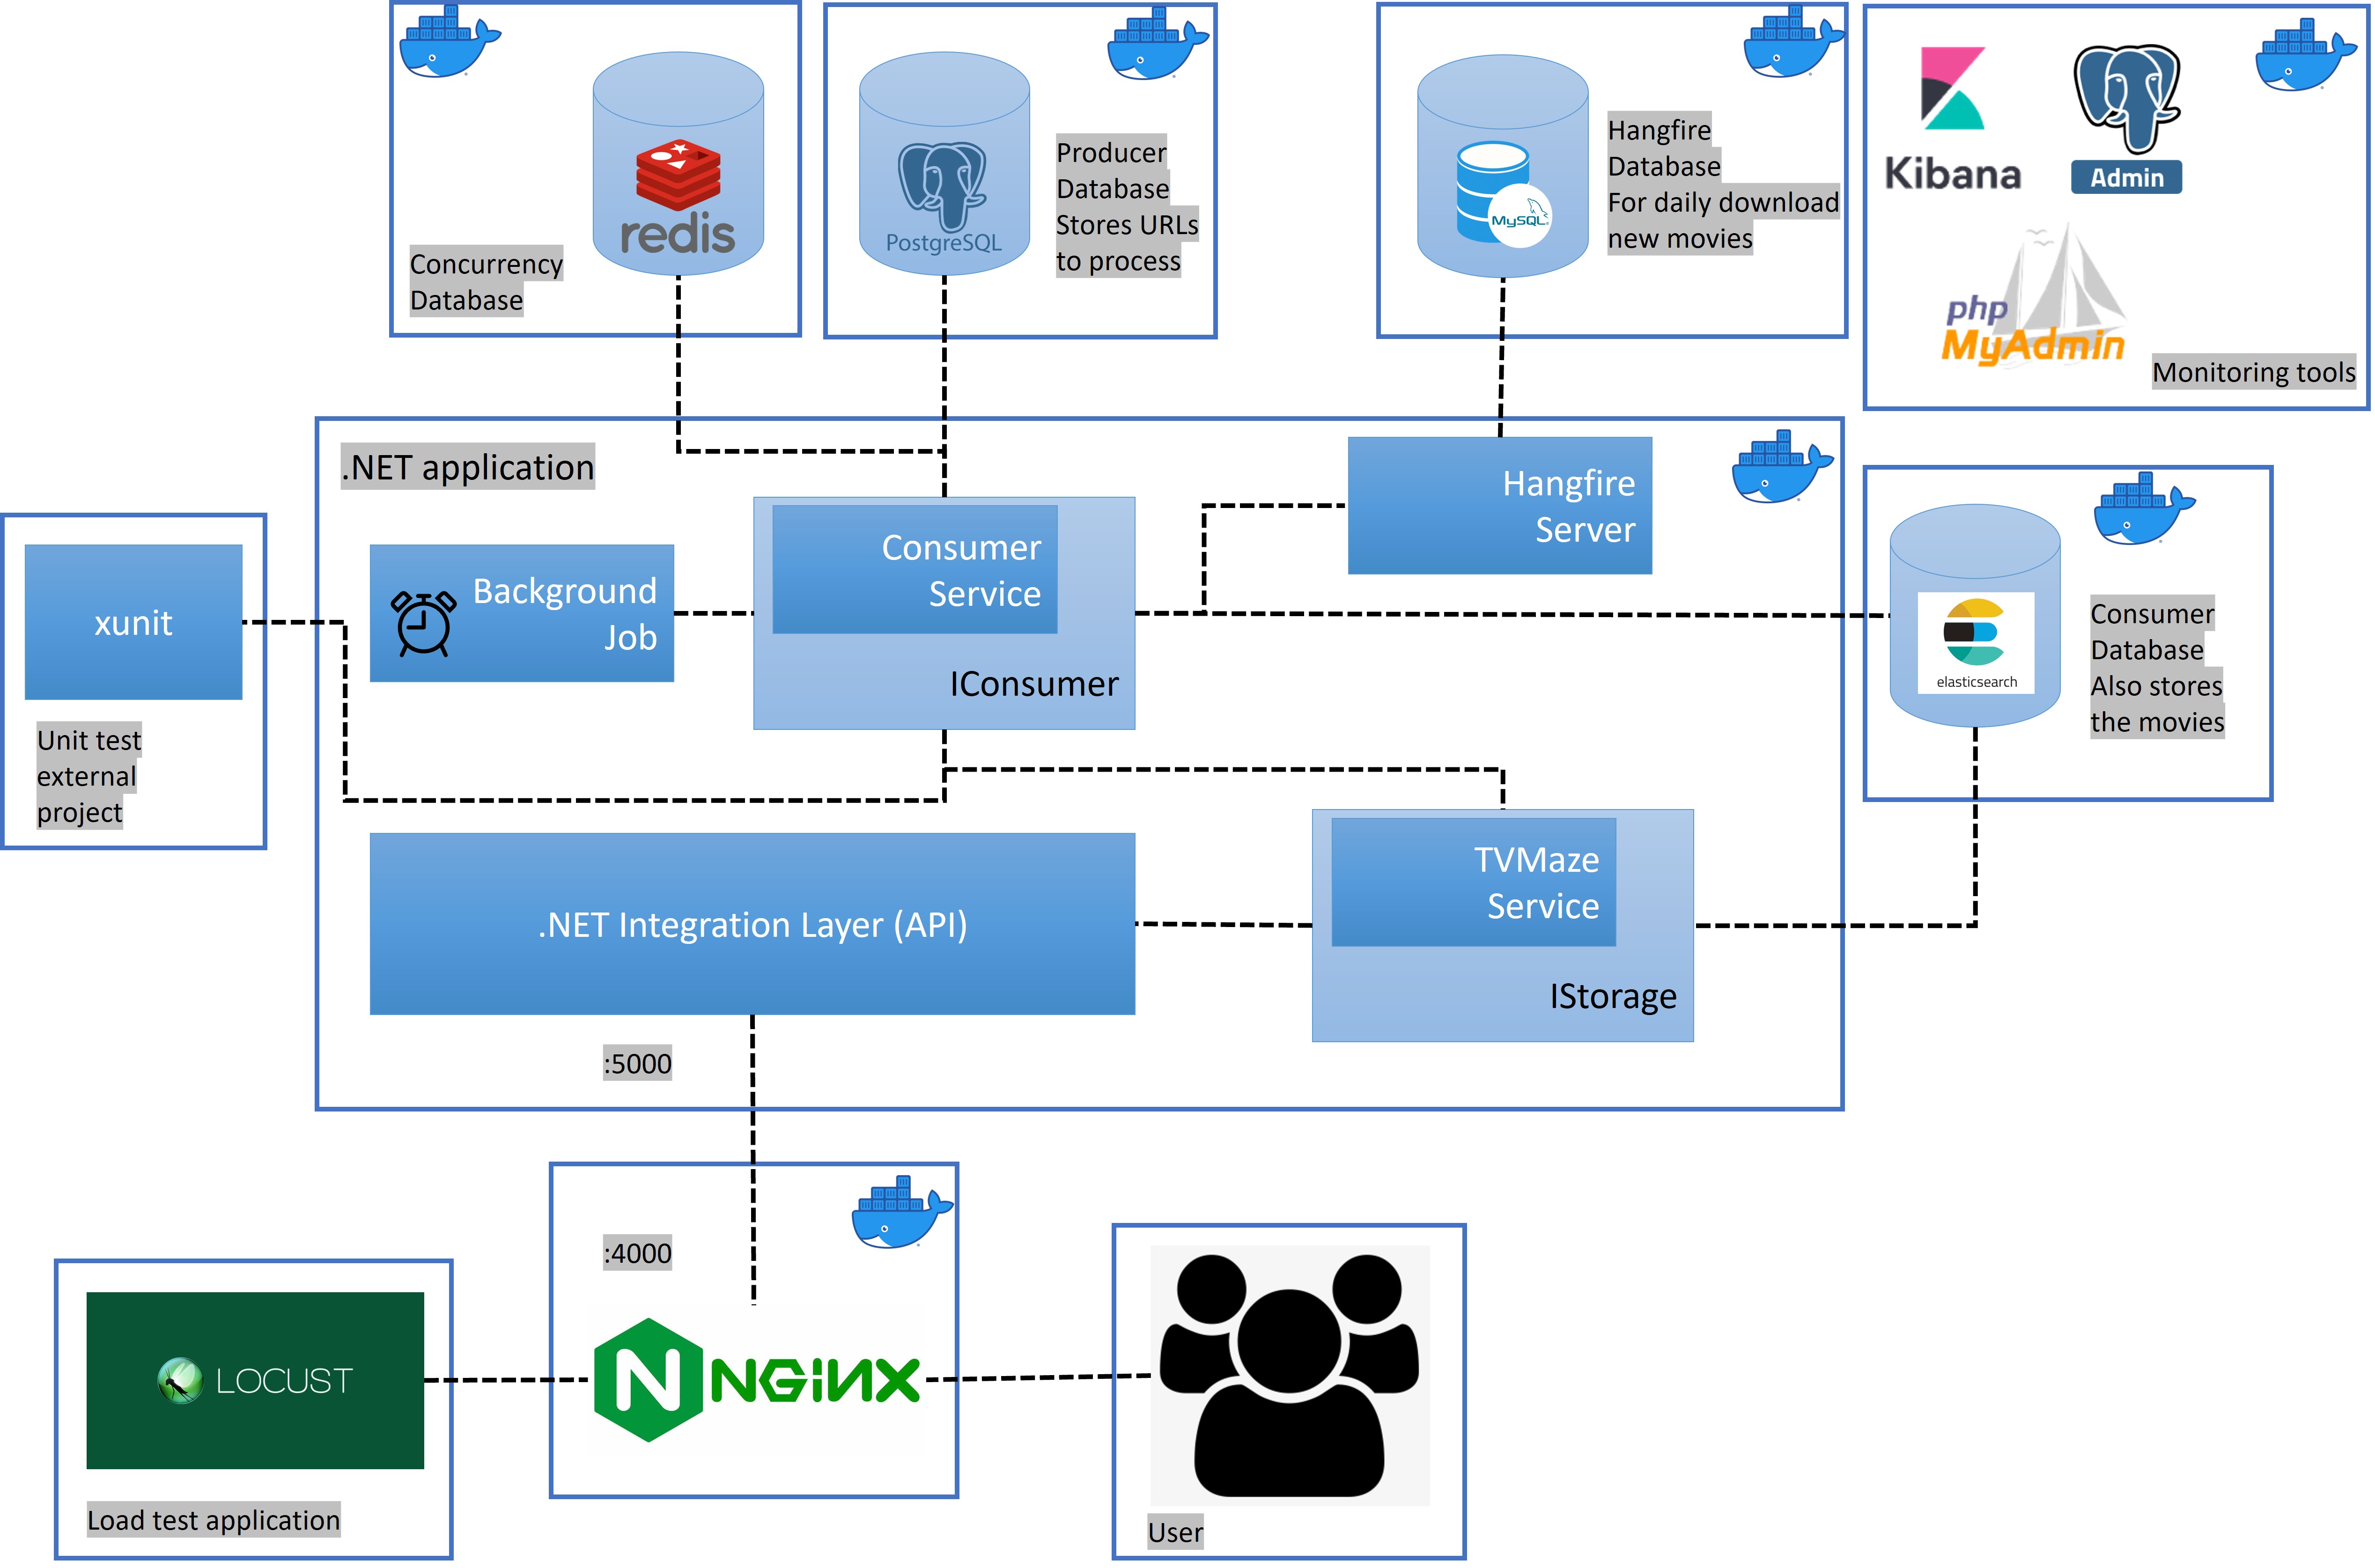 redis
Concurrency
Database
PostgreSQL
Producer
Database
Stores URLs
to process
MySQL
Hangfire
Database
For daily download
new movies
Kibana
Admin
php
MyAdmin
Monitoring tools
.NET application
Hangfire
Server
Consumer
Service
IConsumer
Background
Job
xunit
Unit test
external
project
elasticsearch
Consumer
Database
Also stores
the movies
.NET Integration Layer (API)
TVMaze
Service
IStorage
:5000
:4000
NGINX
LOCUST
Load test application
User